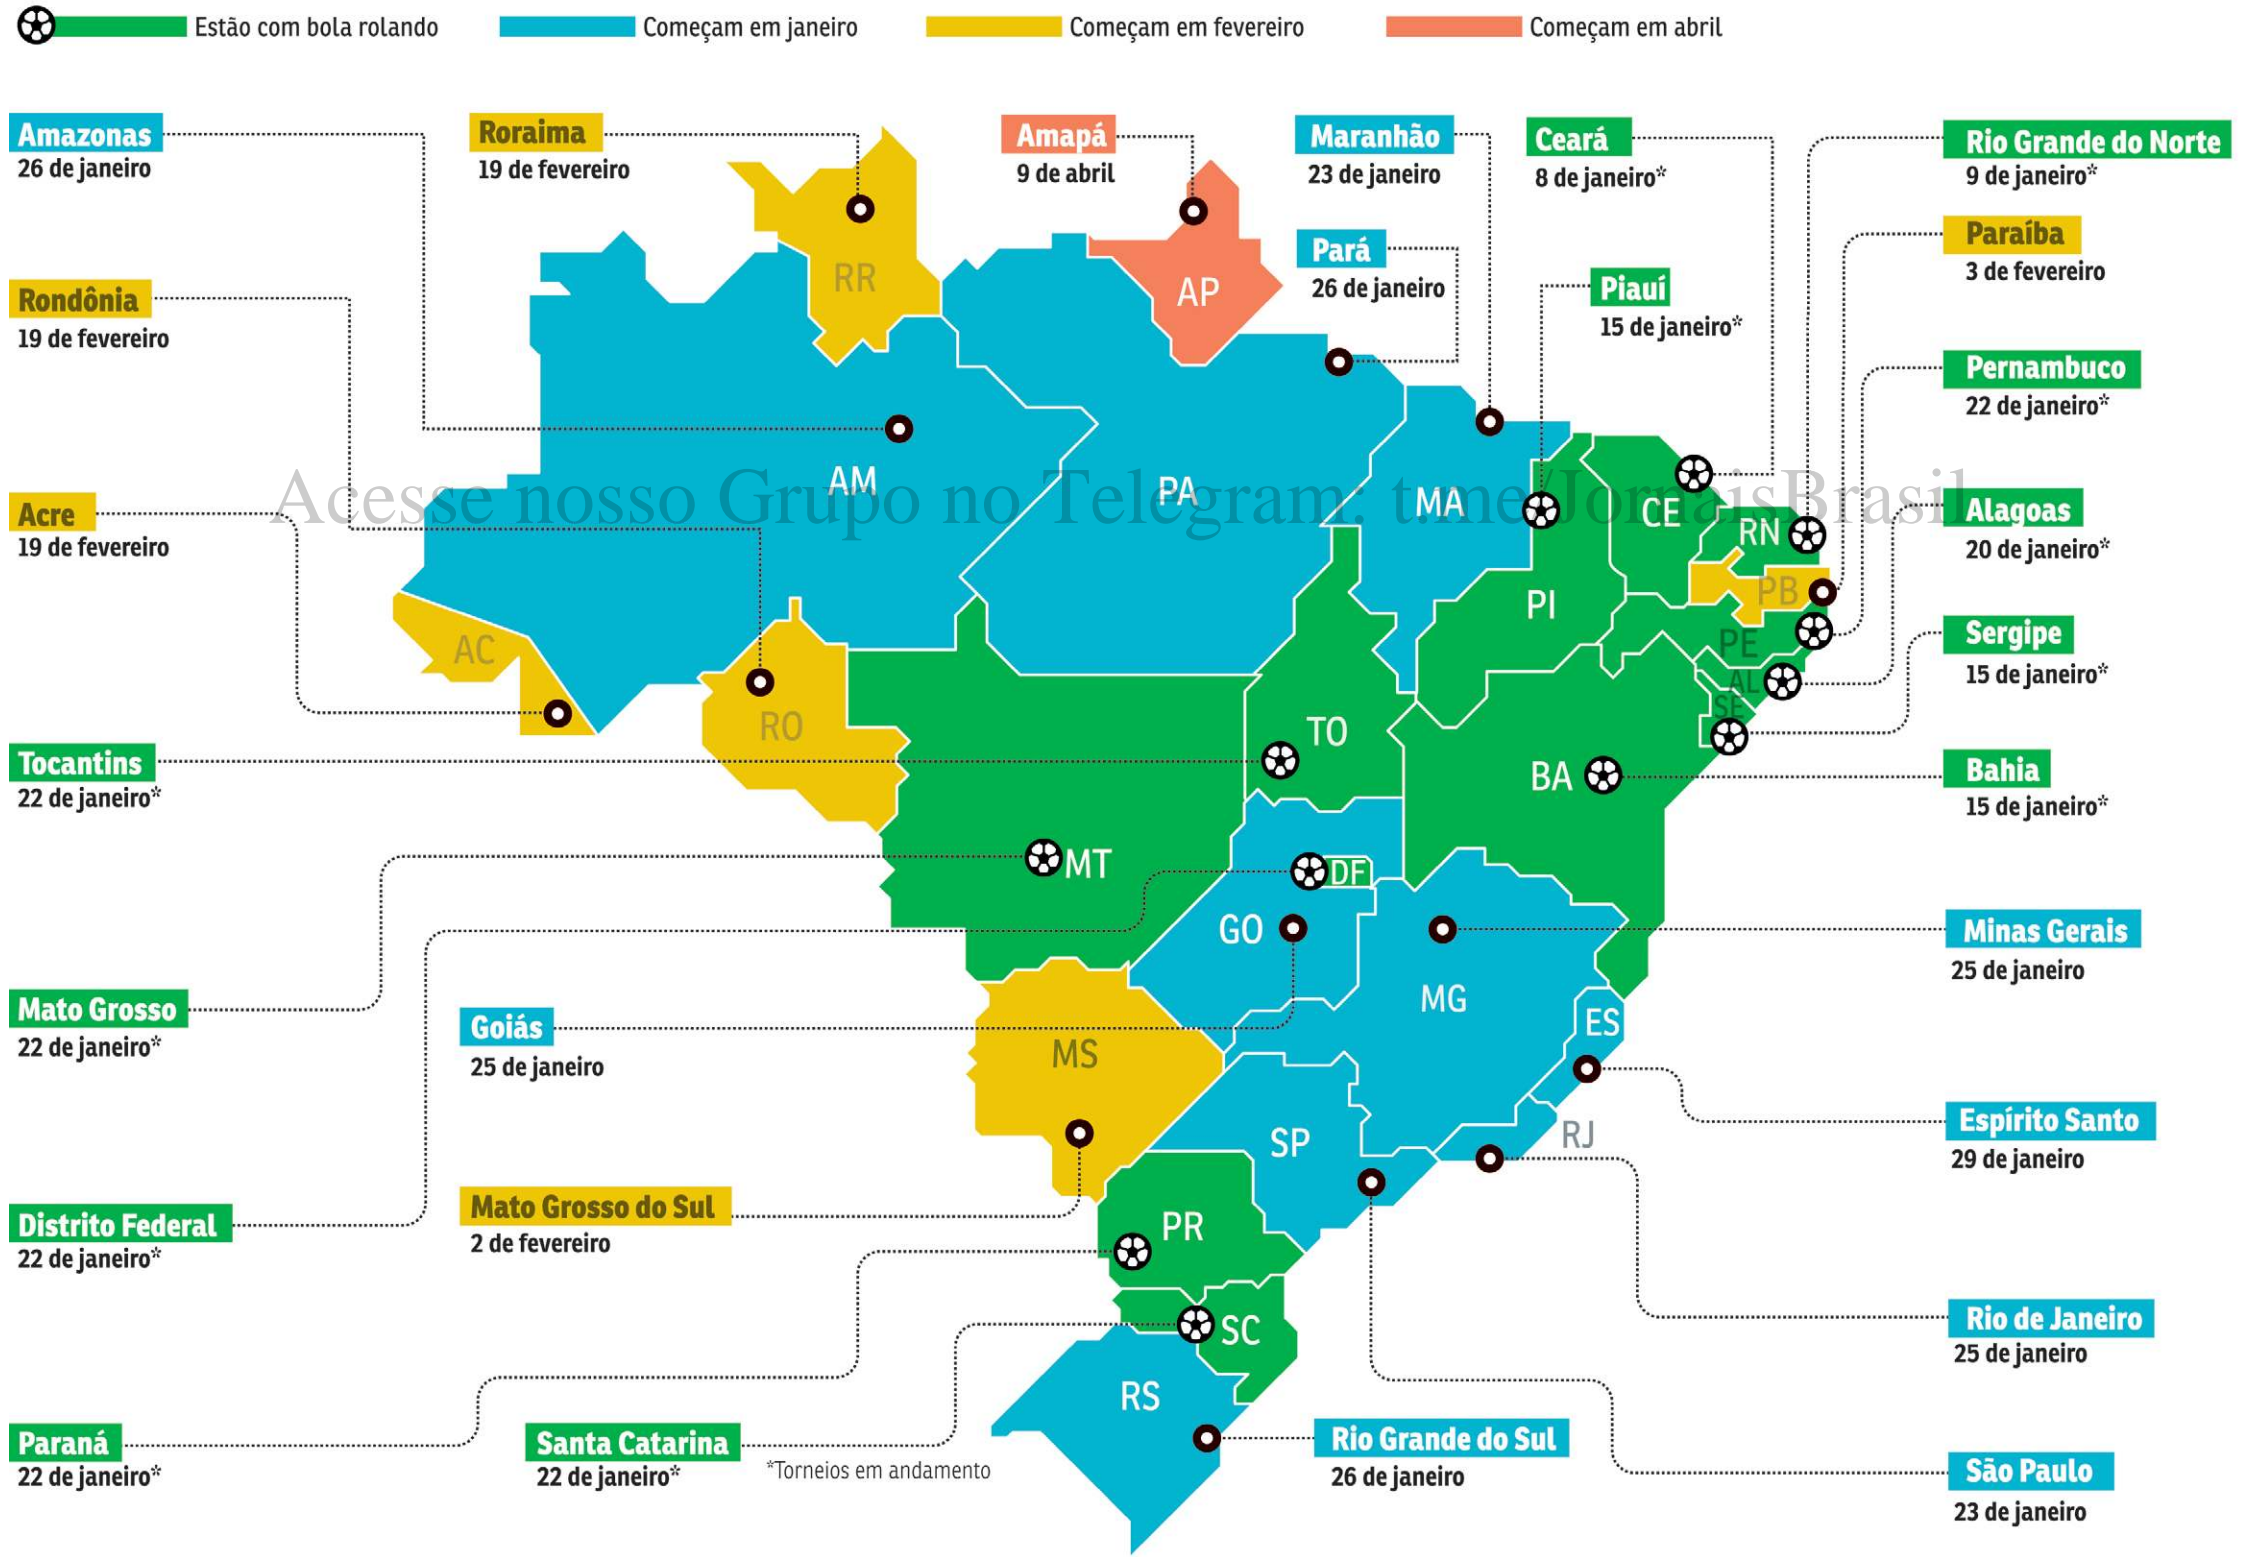 Estão com bola rolando
Começam em janeiro
Começam em fevereiro
Começam em abril
Amazonas
26 de janeiro
Roraima
19 de fevereiro
Amapá
9 de abril
Maranhão
23 de janeiro
Ceará
8 de janeiro*
Rio Grande do Norte
9 de janeiro*
Pará
26 de janeiro
Paraíba
3 de fevereiro
Rondônia
19 de fevereiro
Piauí
15 de janeiro*
Pernambuco
22 de janeiro*
Acre
19 de fevereiro
Alagoas
20 de janeiro*
Sergipe
15 de janeiro*
Tocantins
22 de janeiro*
Bahia
15 de janeiro*
Mato Grosso
22 de janeiro*
Goiás
25 de janeiro
Minas Gerais
25 de janeiro
Espírito Santo
29 de janeiro
Distrito Federal
22 de janeiro*
Mato Grosso do Sul
2 de fevereiro
Rio de Janeiro
25 de janeiro
Paraná
22 de janeiro*
Santa Catarina
22 de janeiro*
*Torneios em andamento
Rio Grande do Sul
26 de janeiro
São Paulo
23 de janeiro
RR
AP
AM
PA
MA
CE
RN
PB
PI
PE
AC
AL
SE
RO
TO
BA
MT
DF
GO
MG
ES
MS
SP
RJ
PR
SC
RS
Acesse nosso Grupo no Telegram: t.me/JornaisBrasil